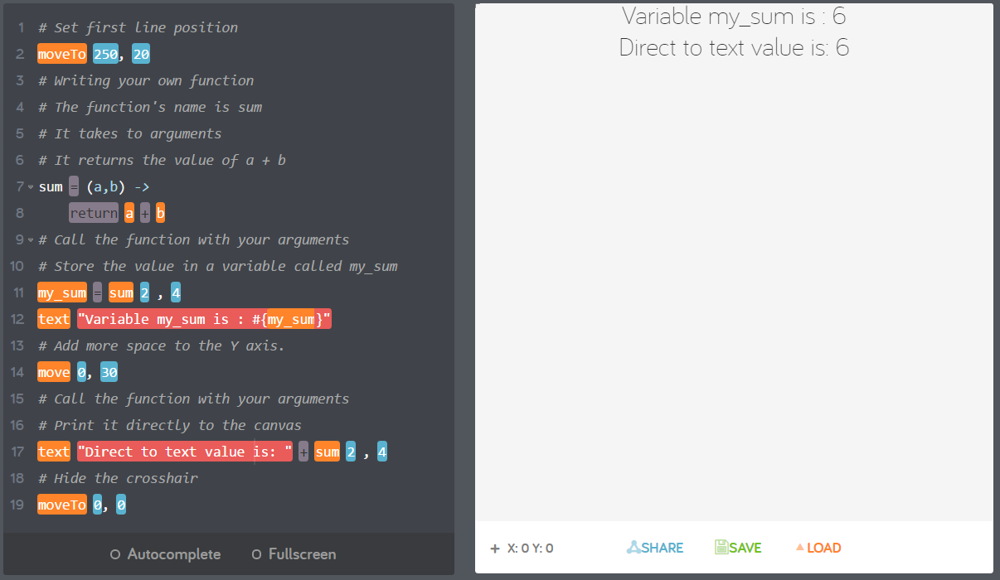 1 # Set first line position
2 moveTo 250, 20
3 # Writing your own function
4 # The function's name is sum
5 # It takes to arguments
6 # It returns the value of a + b
7 sum = (a,b) ->
8 return a + b
9 # Call the function with your arguments
10 # Store the value in a variable called my_sum
11 my_sum = sum 2 , 4
12 text "Variable my_sum is : #{my_sum}"
13 # Add more space to the Y axis.
14 move 0, 30
15 # Call the function with your arguments
16 # Print it directly to the canvas
17 text "Direct to text value is: " + sum 2 , 4
18 # Hide the crosshair
19 moveTo 0, 0
Autocomplete Fullscreen
Variable my_sum is : 6
Direct to text value is: 6
X: 0 Y: 0 SHARE SAVE LOAD